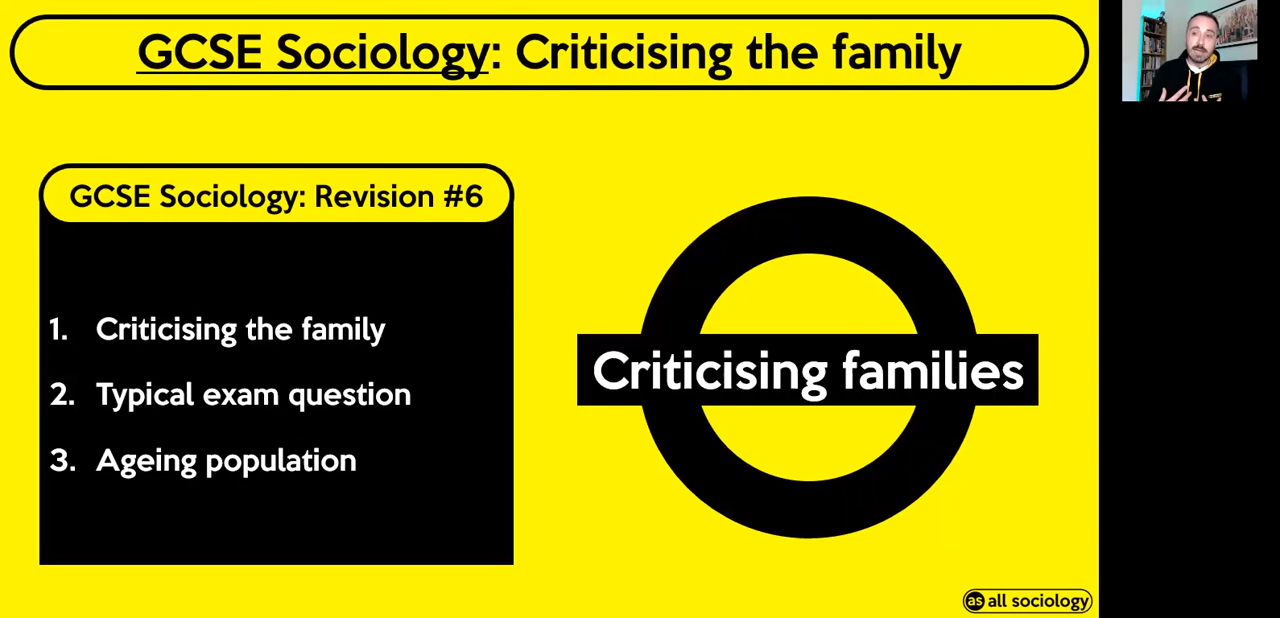 GCSE Sociology: Criticising the family
GCSE Sociology: Revision #6
1. Criticising the family
2. Typical exam question
3. Ageing population
Criticising families
as all sociology